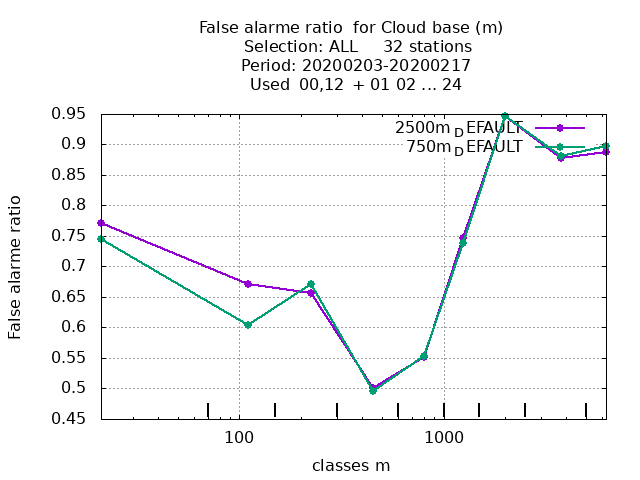 False alarme ratio  for Cloud base (m)
Selection: ALL     32 stations
Period: 20200203-20200217
Used  00,12  + 01 02 ... 24
0.95
0.9
0.85
0.8
0.75
0.7
0.65
0.6
0.55
0.5
0.45
False alarme ratio
2500m_DEFAULT
750m_DEFAULT
100
1000
classes m